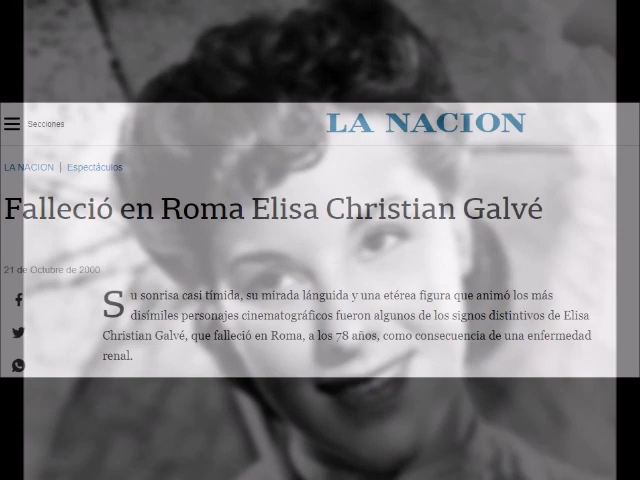 Secciones
LA NACION
LA NACION | Espectáculos
Falleció en Roma Elisa Christian Galvé
21 de Octubre de 2000
Su sonrisa casi tímida, su mirada lánguida y una etérea figura que animó los más
disímiles personajes cinematográficos fueron algunos de los signos distintivos de Elisa
Christian Galvé, que falleció en Roma, a los 78 años, como consecuencia de una enfermedad
renal.